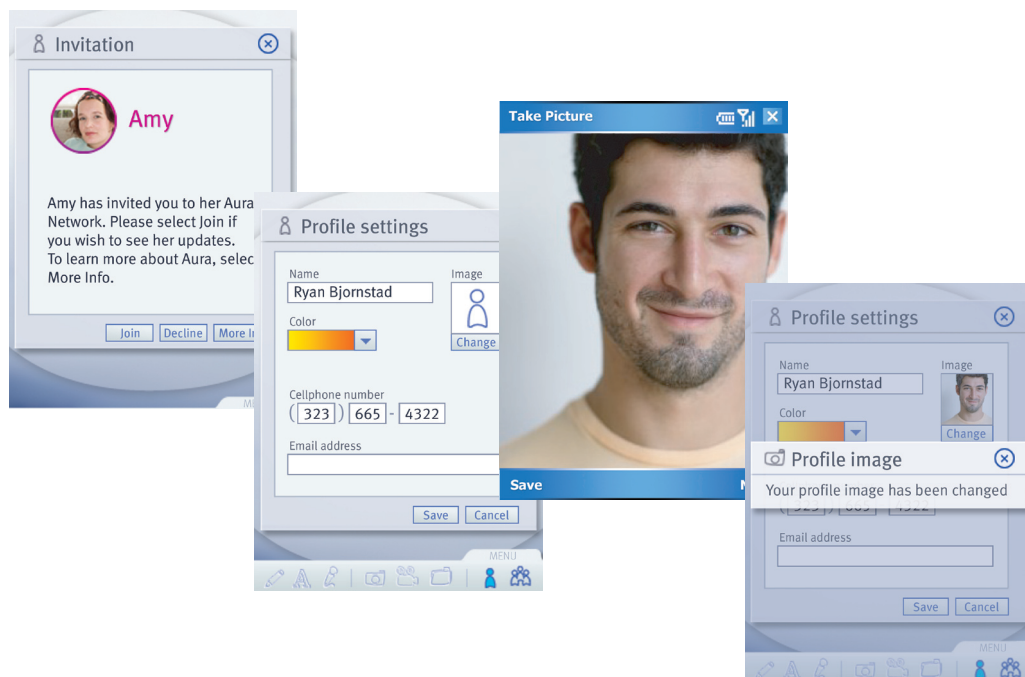 Invitation
Amy
Amy has invited you to her Aura
Network. Please select Join if
you wish to see her updates.
To learn more about Aura, selec
More Info.
Join
Decline
More In
Profile settings
Name
Image
Ryan Bjornstad
Color
Change
Cellphone number
(323) 665 - 4322
Email address
Save
Cancel
MENU
Take Picture
Save
Profile settings
Name
Image
Ryan Bjornstad
Color
Change
Profile image
Your profile image has been changed
(323) 665 - 4322
Email address
Save
Cancel
MENU